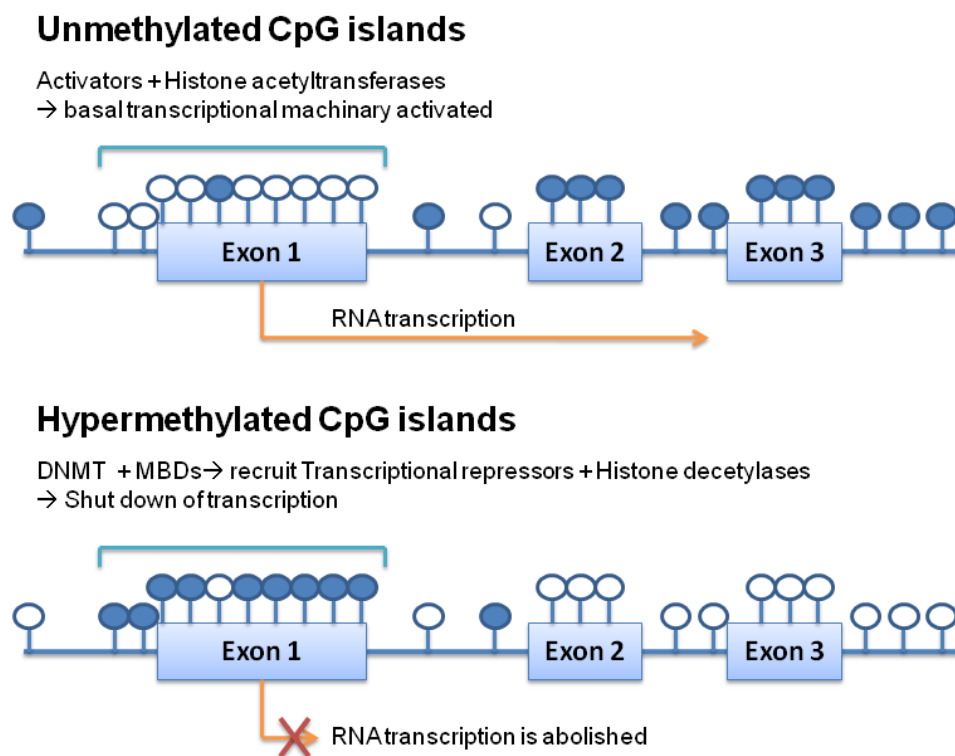 Unmethylated CpG islands
Activators + Histone acetyltransferases
→ basal transcriptional machinary activated
Exon 1
Exon 2
Exon 3
RNA transcription
Hypermethylated CpG islands
DNMT + MBDs → recruit Transcriptional repressors + Histone decetylases
→ Shut down of transcription
Exon 1
Exon 2
Exon 3
RNA transcription is abolished